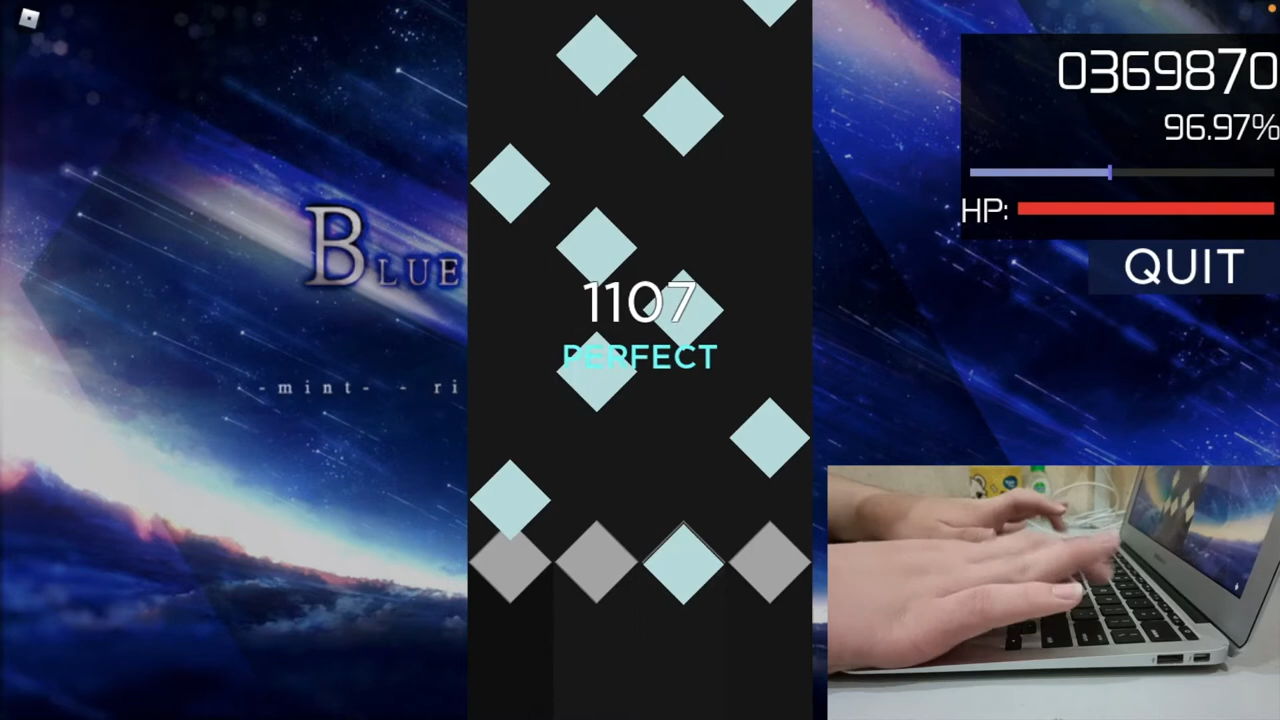 0369870
96.97%
HP:
QUIT
BLUE
1107
PERFECT
-mint- - ri